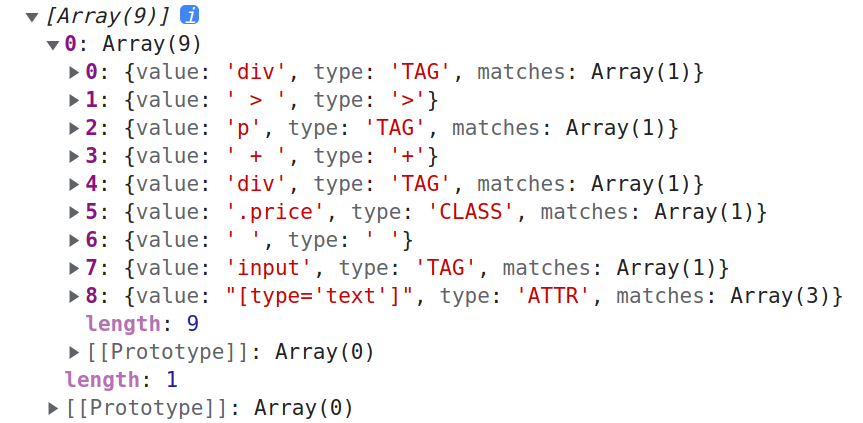 [Array(9)] i
0: Array(9)
0: {value: 'div', type: 'TAG', matches: Array(1)}
1: {value: ' > ', type: '>'}
2: {value: 'p', type: 'TAG', matches: Array(1)}
3: {value: ' + ', type: '+'}
4: {value: 'div', type: 'TAG', matches: Array(1)}
5: {value: '.price', type: 'CLASS', matches: Array(1)}
6: {value: ' ', type: ' '}
7: {value: 'input', type: 'TAG', matches: Array(1)}
8: {value: "[type='text']", type: 'ATTR', matches: Array(3)}
length: 9
[[Prototype]]: Array(0)
length: 1
[[Prototype]]: Array(0)